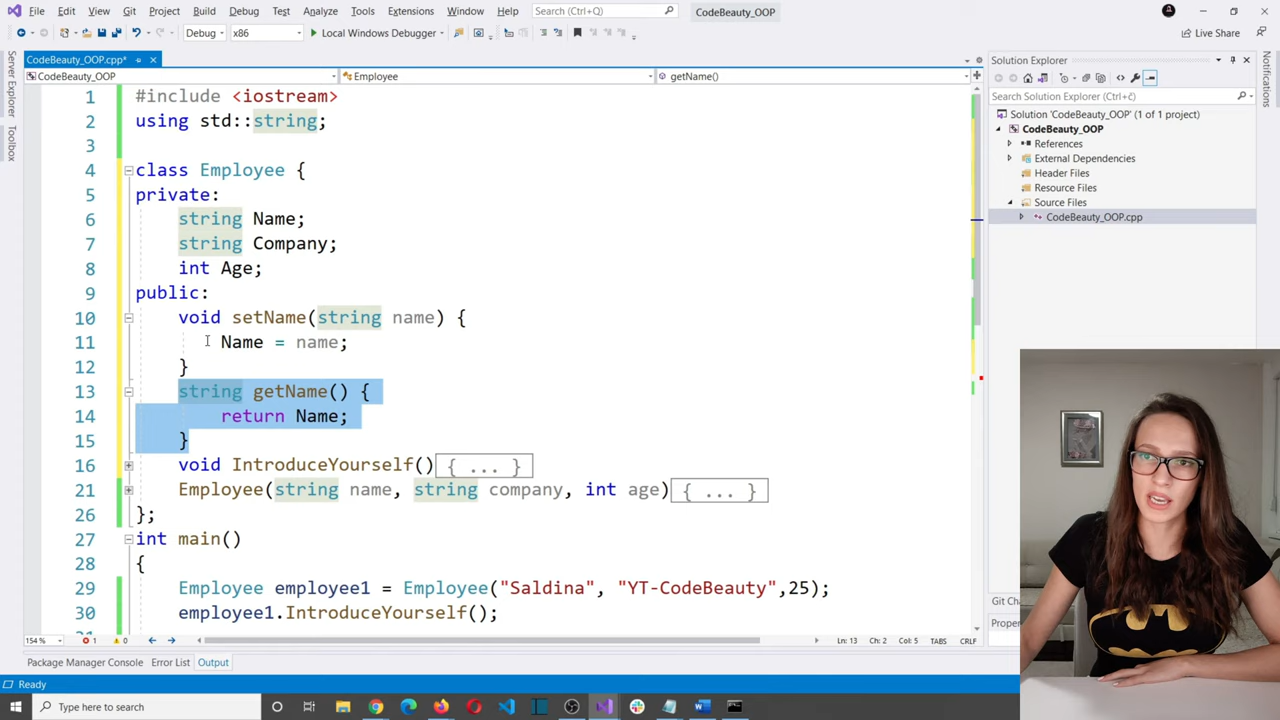 File Edit View Git Project Build Debug Test Analyze Tools Extensions Window Help Search (Ctrl+Q) CodeBeauty_OOP
Debug x86 Local Windows Debugger Live Share
CodeBeauty_OOP.cpp*
CodeBeauty_OOP Employee getName()
Server Explorer
Toolbox
1 #include <iostream>
2 using std::string;
3
4 class Employee {
5 private:
6 string Name;
7 string Company;
8 int Age;
9 public:
10 void setName(string name) {
11 Name = name;
12 }
13 string getName() {
14 return Name;
15 }
16 void IntroduceYourself() { ... }
21 Employee(string name, string company, int age) { ... }
26 };
27 int main()
28 {
29 Employee employee1 = Employee("Saldina", "YT-CodeBeauty",25);
30 employee1.IntroduceYourself();
154 % 1 0 Ln: 13 Ch: 2 Col: 5 TABS CRLF
Solution Explorer
Search Solution Explorer (Ctrl+č)
Solution 'CodeBeauty_OOP' (1 of 1 project)
CodeBeauty_OOP
References
External Dependencies
Header Files
Resource Files
Source Files
CodeBeauty_OOP.cpp
Notifications
BATMAN
Package Manager Console Error List Output
Ready
Type here to search